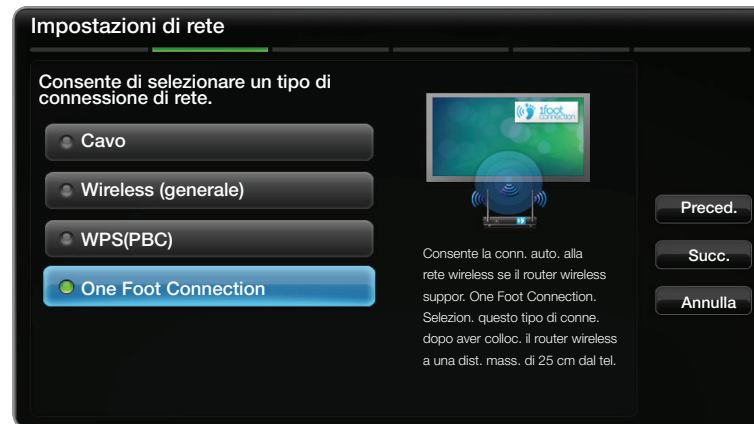 Impostazioni di rete
Consente di selezionare un tipo di
connessione di rete.
Cavo
Wireless (generale)
WPS(PBC)
One Foot Connection
1foot
connection
Consente la conn. auto. alla
rete wireless se il router wireless
suppor. One Foot Connection.
Selezion. questo tipo di conne.
dopo aver colloc. il router wireless
a una dist. mass. di 25 cm dal tel.
Preced.
Succ.
Annulla